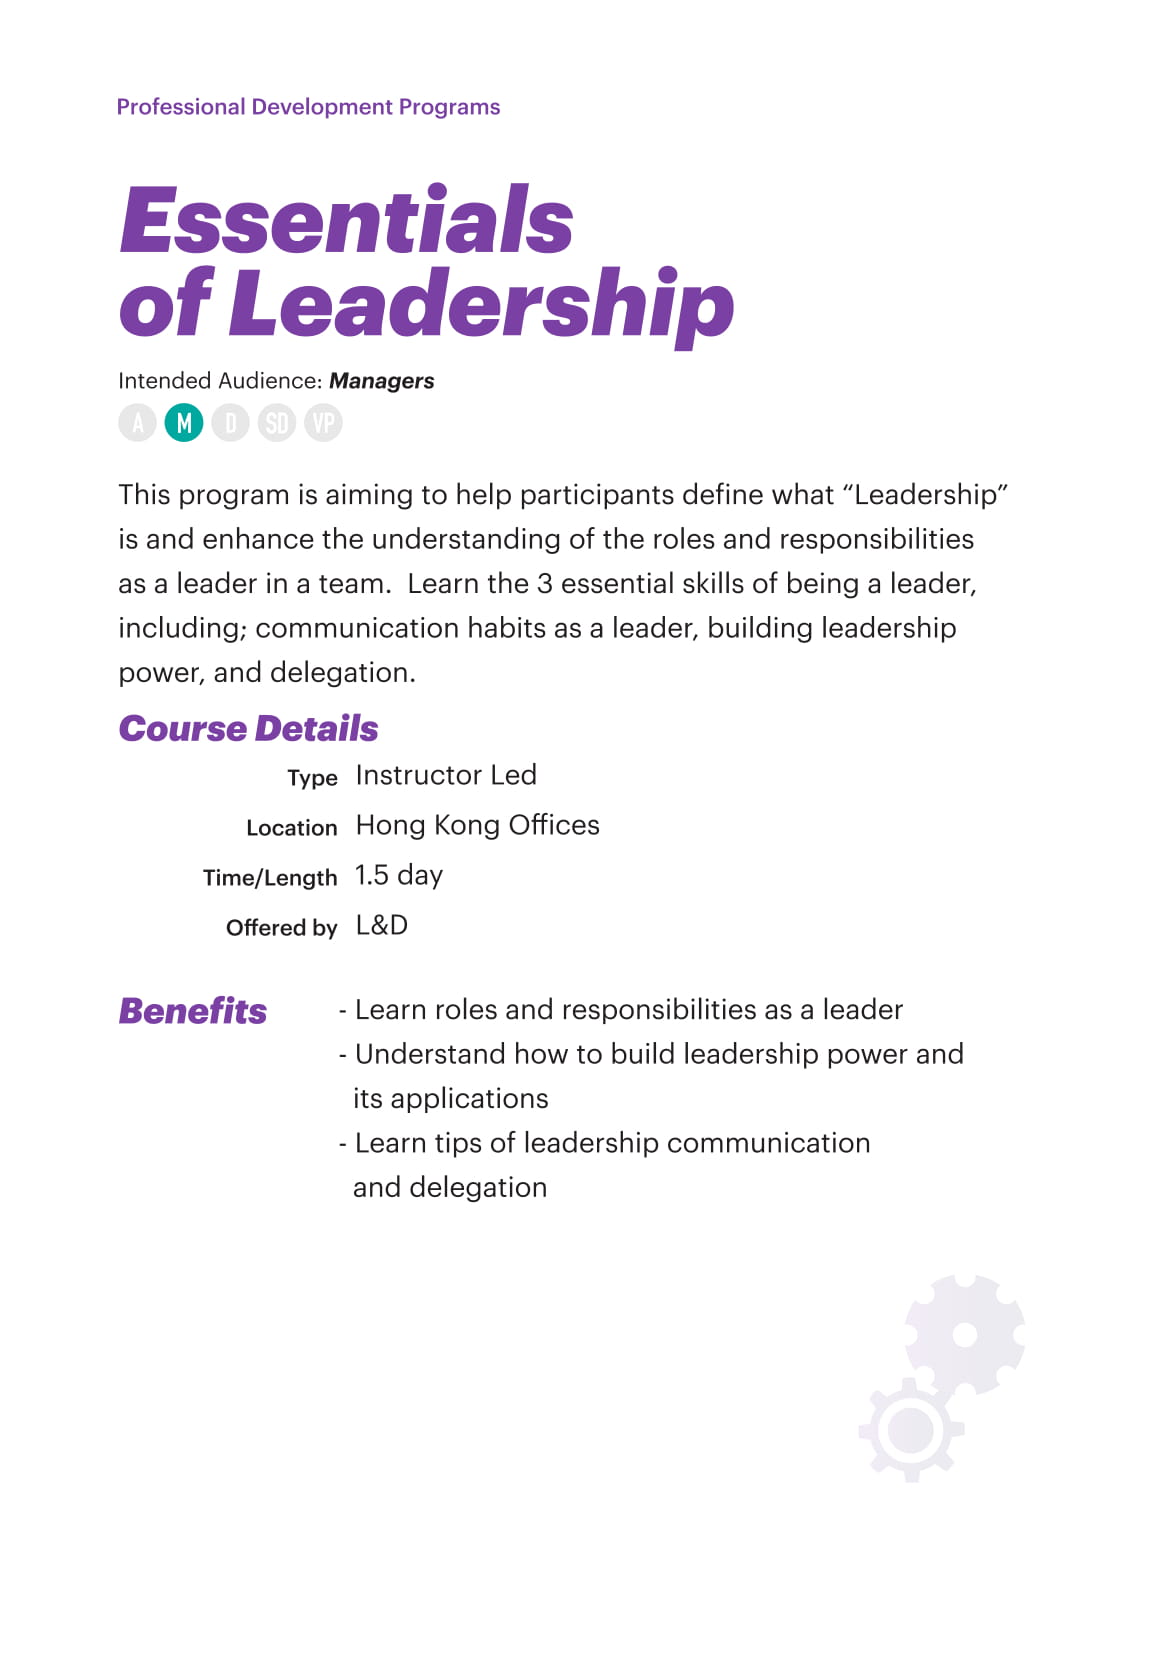 Professional Development Programs
Essentials
of Leadership
Intended Audience: Managers
A M D SD VP
This program is aiming to help participants define what “Leadership”
is and enhance the understanding of the roles and responsibilities
as a leader in a team.  Learn the 3 essential skills of being a leader,
including; communication habits as a leader, building leadership
power, and delegation.
Course Details
Type Instructor Led
Location Hong Kong Offices
Time/Length 1.5 day
Offered by L&D
Benefits - Learn roles and responsibilities as a leader
- Understand how to build leadership power and
its applications
- Learn tips of leadership communication
and delegation